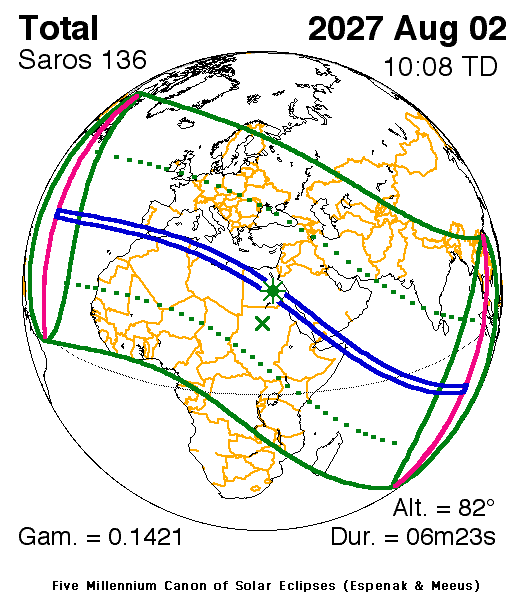 Total
2027 Aug 02
Saros 136
10:08 TD
Alt. = 82°
Gam. = 0.1421
Dur. = 06m23s
Five Millennium Canon of Solar Eclipses (Espenak & Meeus)